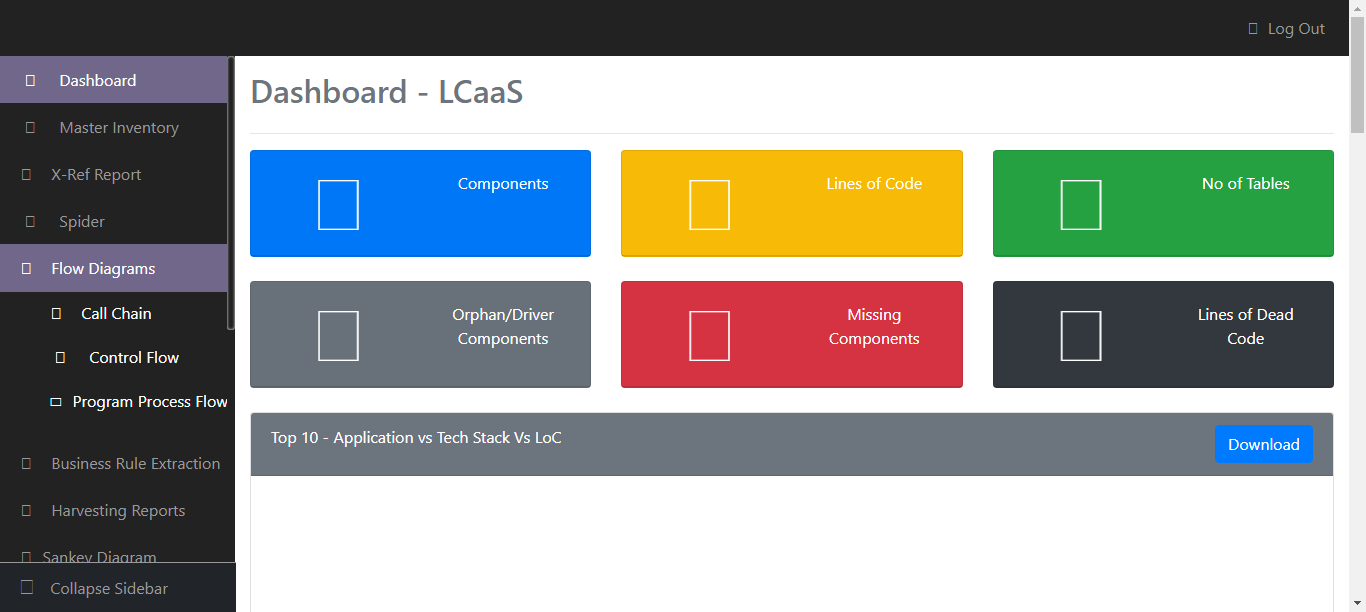 Log Out
Dashboard
Master Inventory
X-Ref Report
Spider
Flow Diagrams
Call Chain
Control Flow
Program Process Flow
Business Rule Extraction
Harvesting Reports
Sankey Diagram
Collapse Sidebar
Dashboard - LCaaS
Components
Lines of Code
No of Tables
Orphan/Driver
Components
Missing
Components
Lines of Dead
Code
Top 10 - Application vs Tech Stack Vs LoC
Download